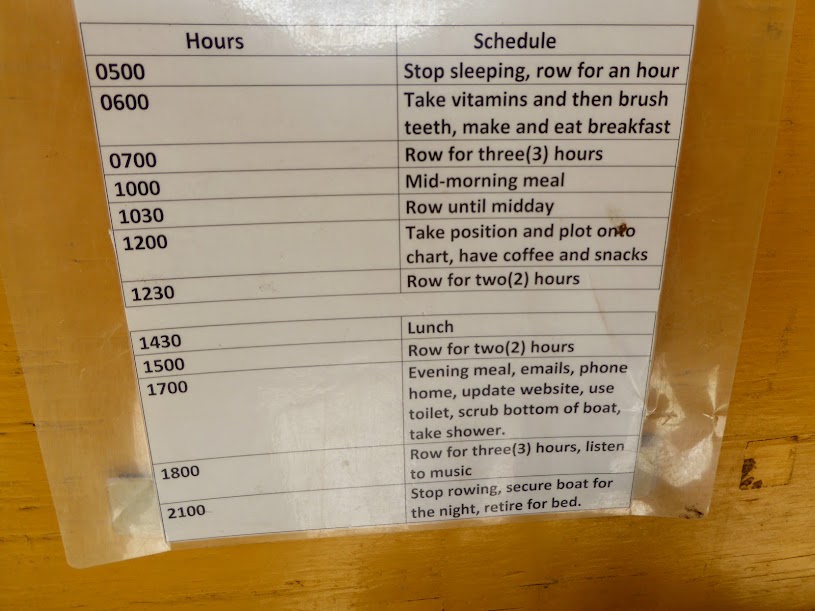 Hours Schedule
0500 Stop sleeping, row for an hour
0600 Take vitamins and then brush
teeth, make and eat breakfast
0700 Row for three(3) hours
1000 Mid-morning meal
1030 Row until midday
1200 Take position and plot onto
chart, have coffee and snacks
1230 Row for two(2) hours
1430 Lunch
1500 Row for two(2) hours
1700 Evening meal, emails, phone
home, update website, use
toilet, scrub bottom of boat,
take shower.
1800 Row for three(3) hours, listen
to music
2100 Stop rowing, secure boat for
the night, retire for bed.